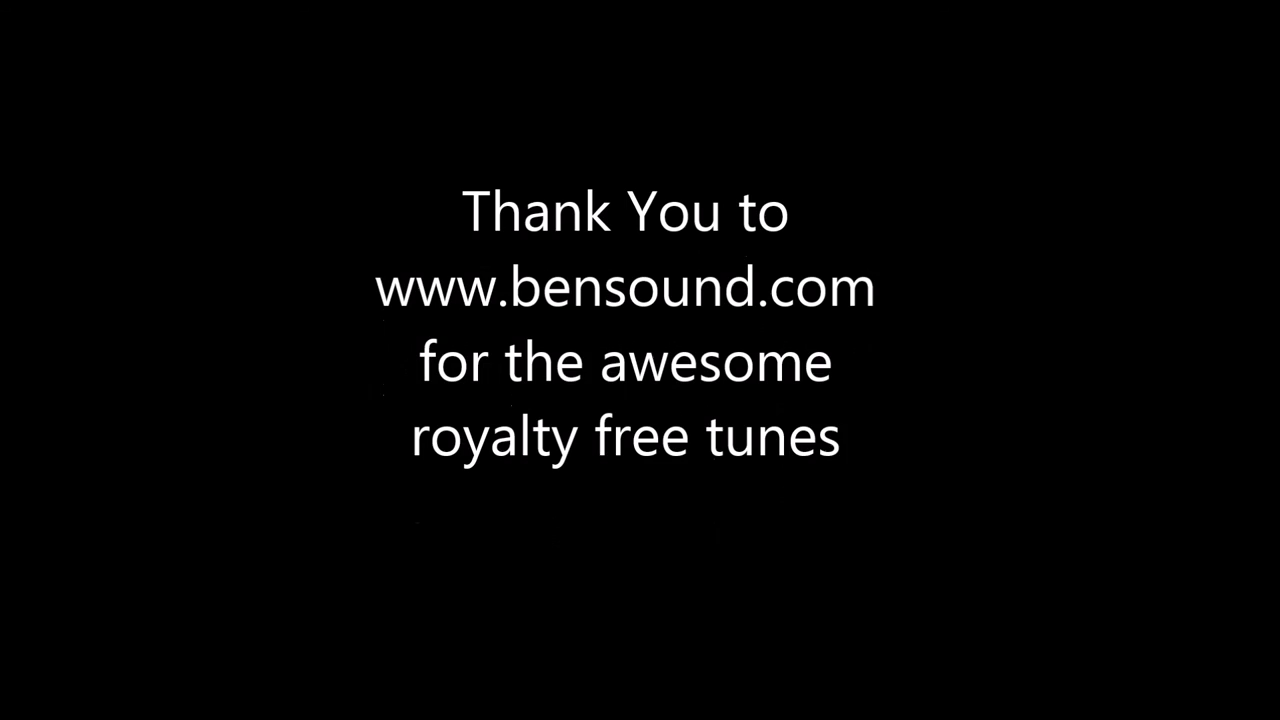 Thank You to
www.bensound.com
for the awesome
royalty free tunes